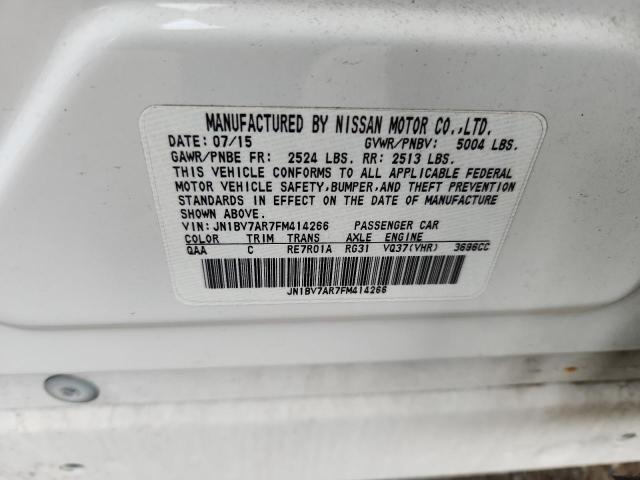 MANUFACTURED BY NISSAN MOTOR CO.,LTD.
DATE: 07/15 GVWR/PNBV: 5004 LBS.
GAWR/PNBE FR: 2524 LBS. RR: 2513 LBS.
THIS VEHICLE CONFORMS TO ALL APPLICABLE FEDERAL
MOTOR VEHICLE SAFETY,BUMPER,AND THEFT PREVENTION
STANDARDS IN EFFECT ON THE DATE OF MANUFACTURE
SHOWN ABOVE.
VIN: JN1BV7AR7FM414266 PASSENGER CAR
COLOR TRIM TRANS AXLE ENGINE
QAA C RE7R01A RG31 VQ37(VHR) 3696CC
JN1BV7AR7FM414266